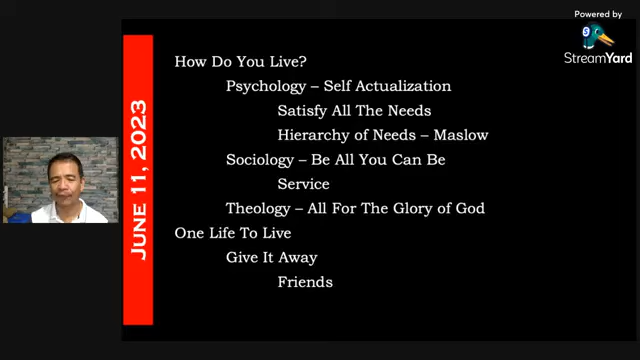 Powered by
StreamYard
JUNE 11, 2023
How Do You Live?
Psychology – Self Actualization
Satisfy All The Needs
Hierarchy of Needs – Maslow
Sociology – Be All You Can Be
Service
Theology – All For The Glory of God
One Life To Live
Give It Away
Friends